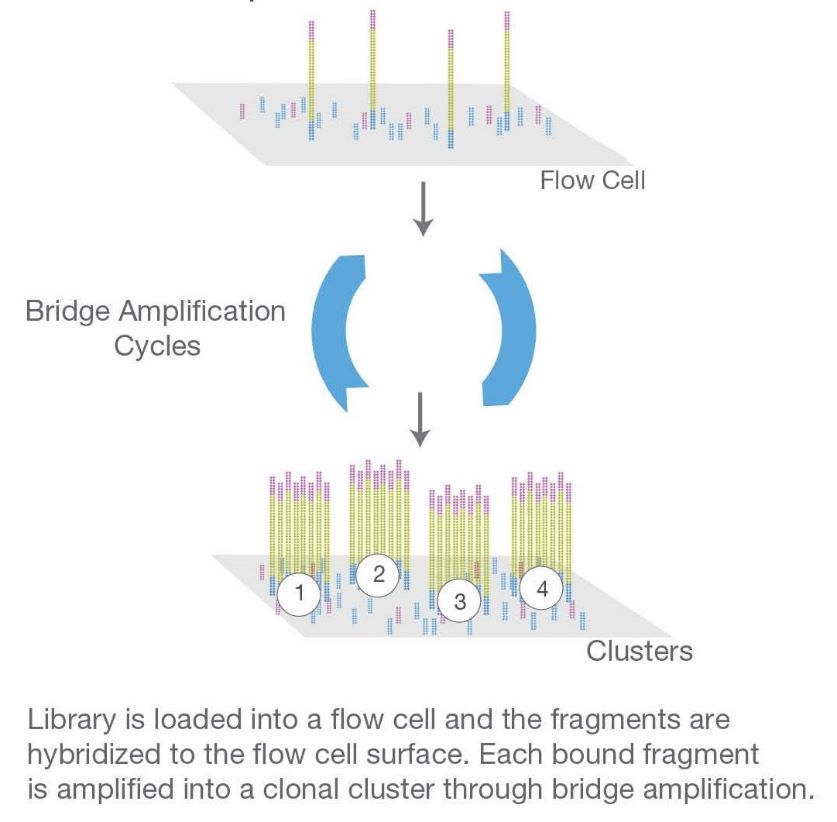 Flow Cell
Bridge Amplification
Cycles
1
2
3
4
Clusters
Library is loaded into a flow cell and the fragments are
hybridized to the flow cell surface. Each bound fragment
is amplified into a clonal cluster through bridge amplification.